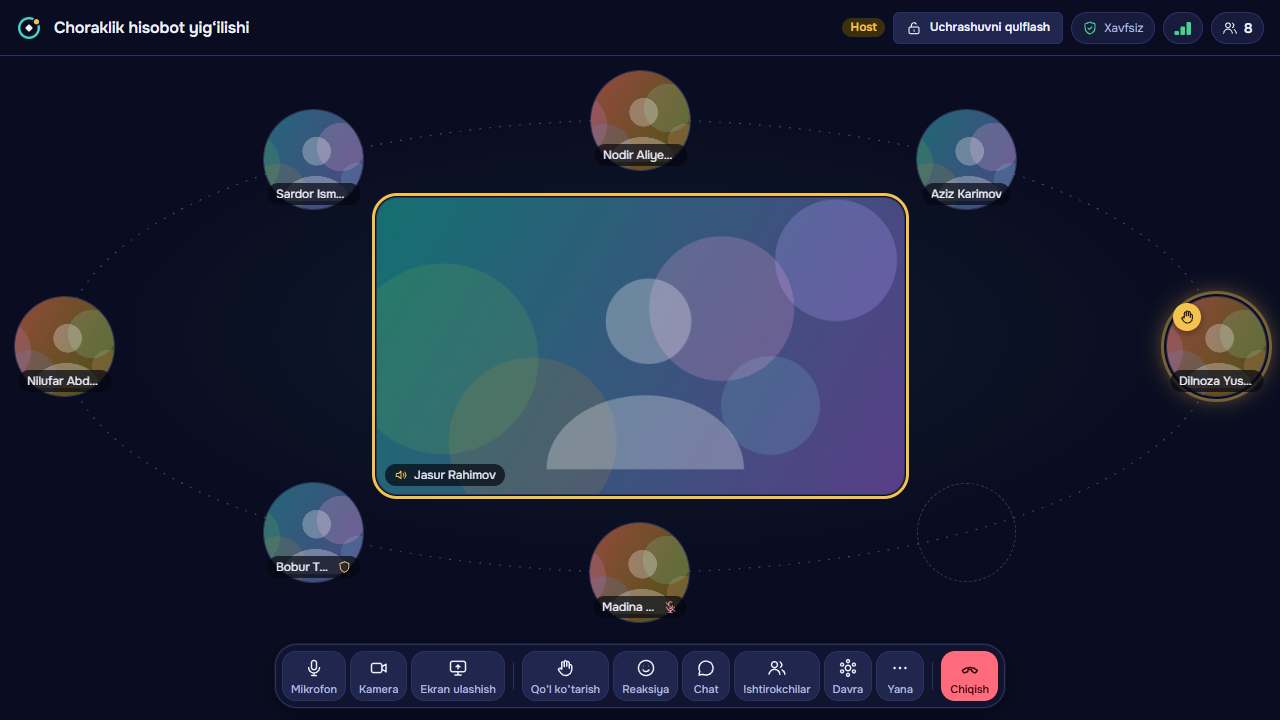 Choraklik hisobot yig‘ilishi
Host
Uchrashuvni qulflash
Xavfsiz
8
Nodir Aliye...
Sardor Ism...
Aziz Karimov
Nilufar Abd...
Dilnoza Yus...
Jasur Rahimov
Bobur T...
Madina ...
Mikrofon
Kamera
Ekran ulashish
Qo‘l ko‘tarish
Reaksiya
Chat
Ishtirokchilar
Davra
Yana
Chiqish